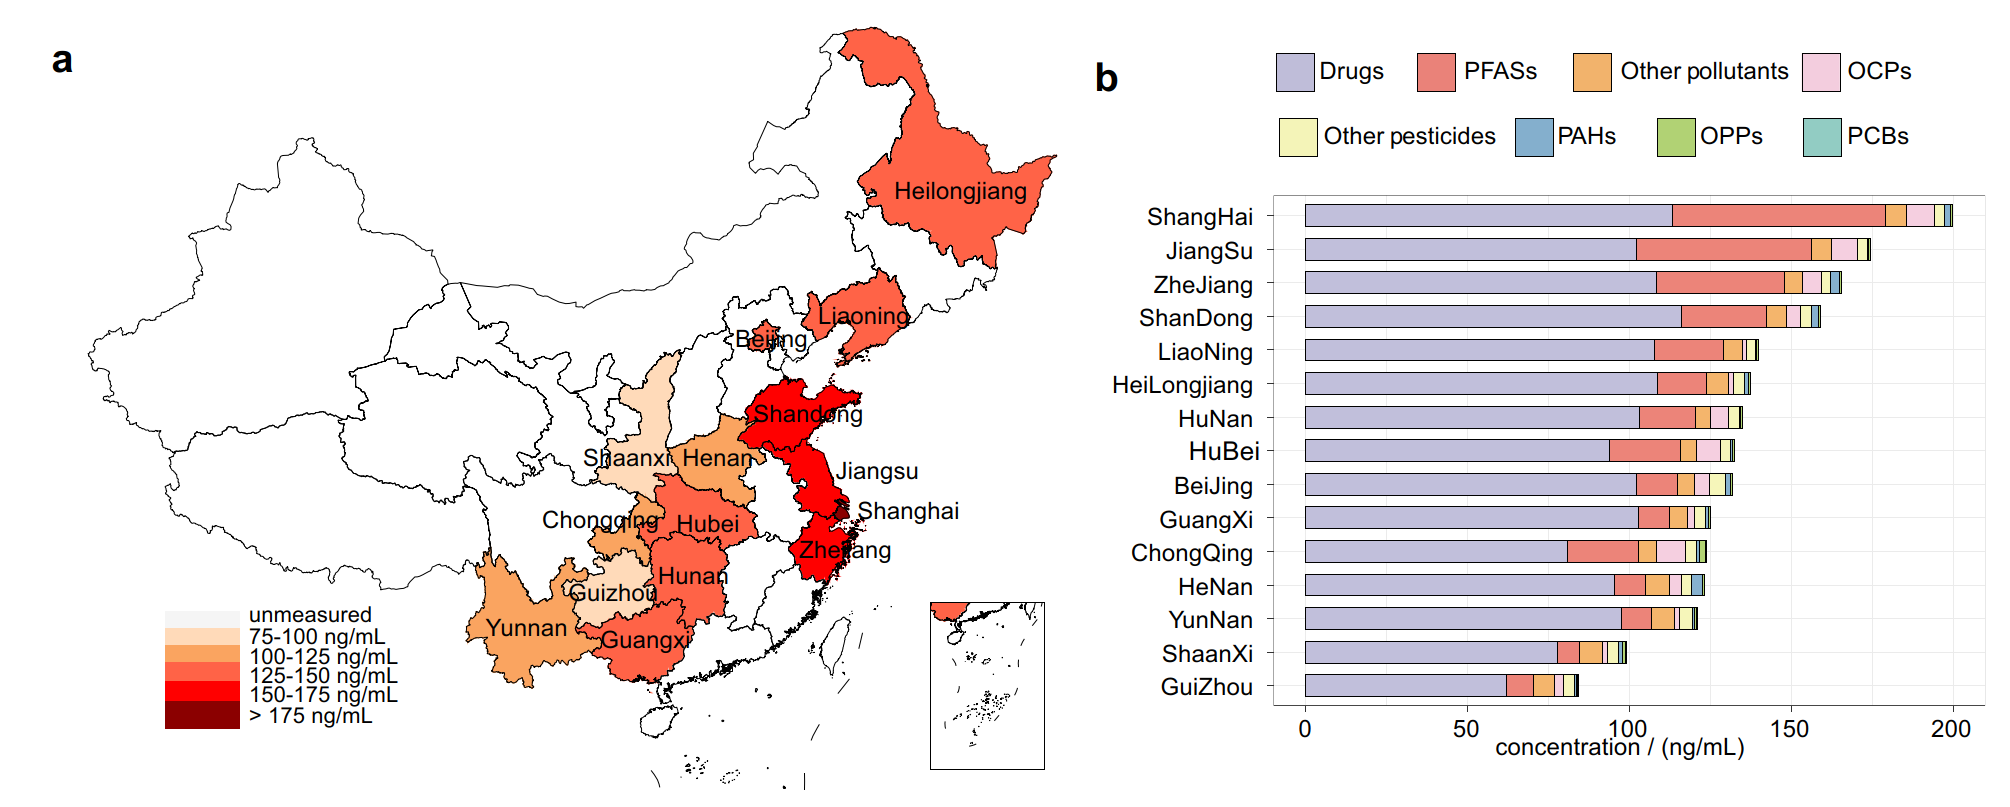 a
Heilongjiang
Liaoning
Beijing
Shandong
Shaanxi
Henan
Jiangsu
Shanghai
Chongqing
Hubei
Zhejiang
Hunan
Guizhou
Yunnan
Guangxi
unmeasured
75-100 ng/mL
100-125 ng/mL
125-150 ng/mL
150-175 ng/mL
> 175 ng/mL
b
Drugs PFASs Other pollutants OCPs
Other pesticides PAHs OPPs PCBs
ShangHai
JiangSu
ZheJiang
ShanDong
LiaoNing
HeiLongjiang
HuNan
HuBei
BeiJing
GuangXi
ChongQing
HeNan
YunNan
ShaanXi
GuiZhou
0 50 100 150 200
concentration / (ng/mL)